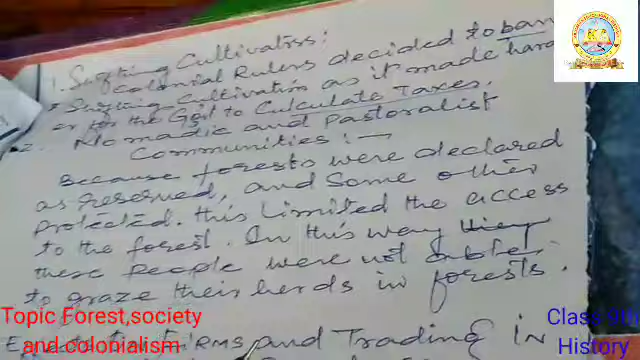 1. Shifting Cultivators:
Colonial Rulers decided to ban
Shifting Cultivation as it made hard
er for the Govt to Calculate Taxes.
2. Nomadic and Pastoralist
Communities:-
Because forests were declared
as reserved, and some other
protected. This limited the access
to the forest. In this way they
these People were not able
to graze their herds in forests.
Firms and Trading in
Topic Forest,society
and colonialism
Class 9th
History